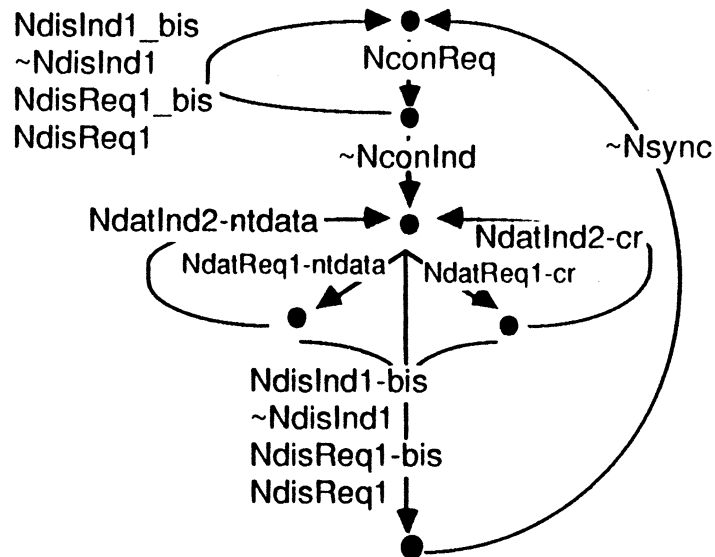 NdisInd1_bis
~NdisInd1
NdisReq1_bis
NdisReq1
NconReq
~NconInd
~Nsync
NdatInd2-ntdata
NdatInd2-cr
NdatReq1-ntdata
NdatReq1-cr
NdisInd1-bis
~NdisInd1
NdisReq1-bis
NdisReq1